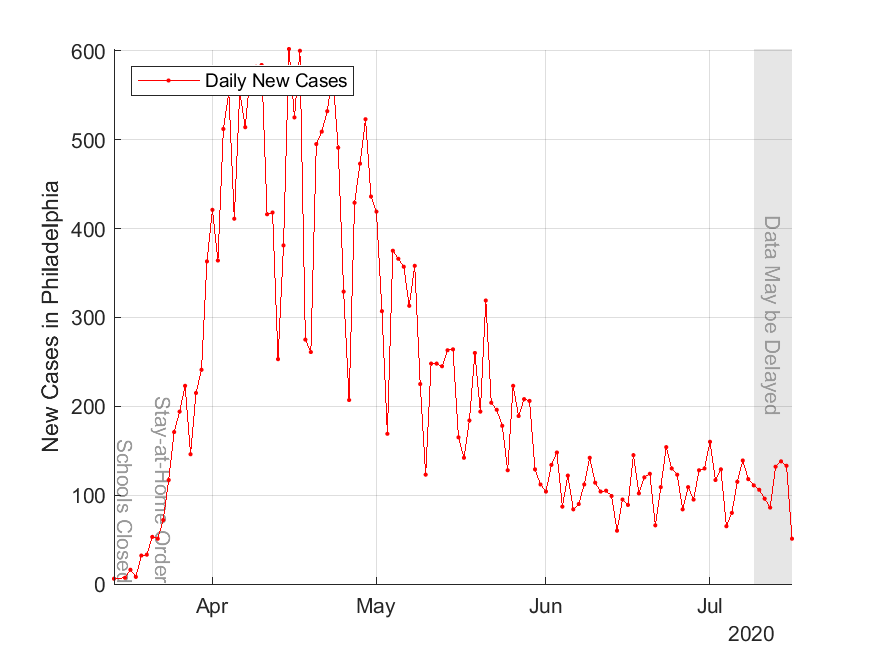 Daily New Cases
600
500
400
300
200
100
0
New Cases in Philadelphia
Schools Closed
Stay-at-Home Order
Data May be Delayed
Apr
May
Jun
Jul
2020